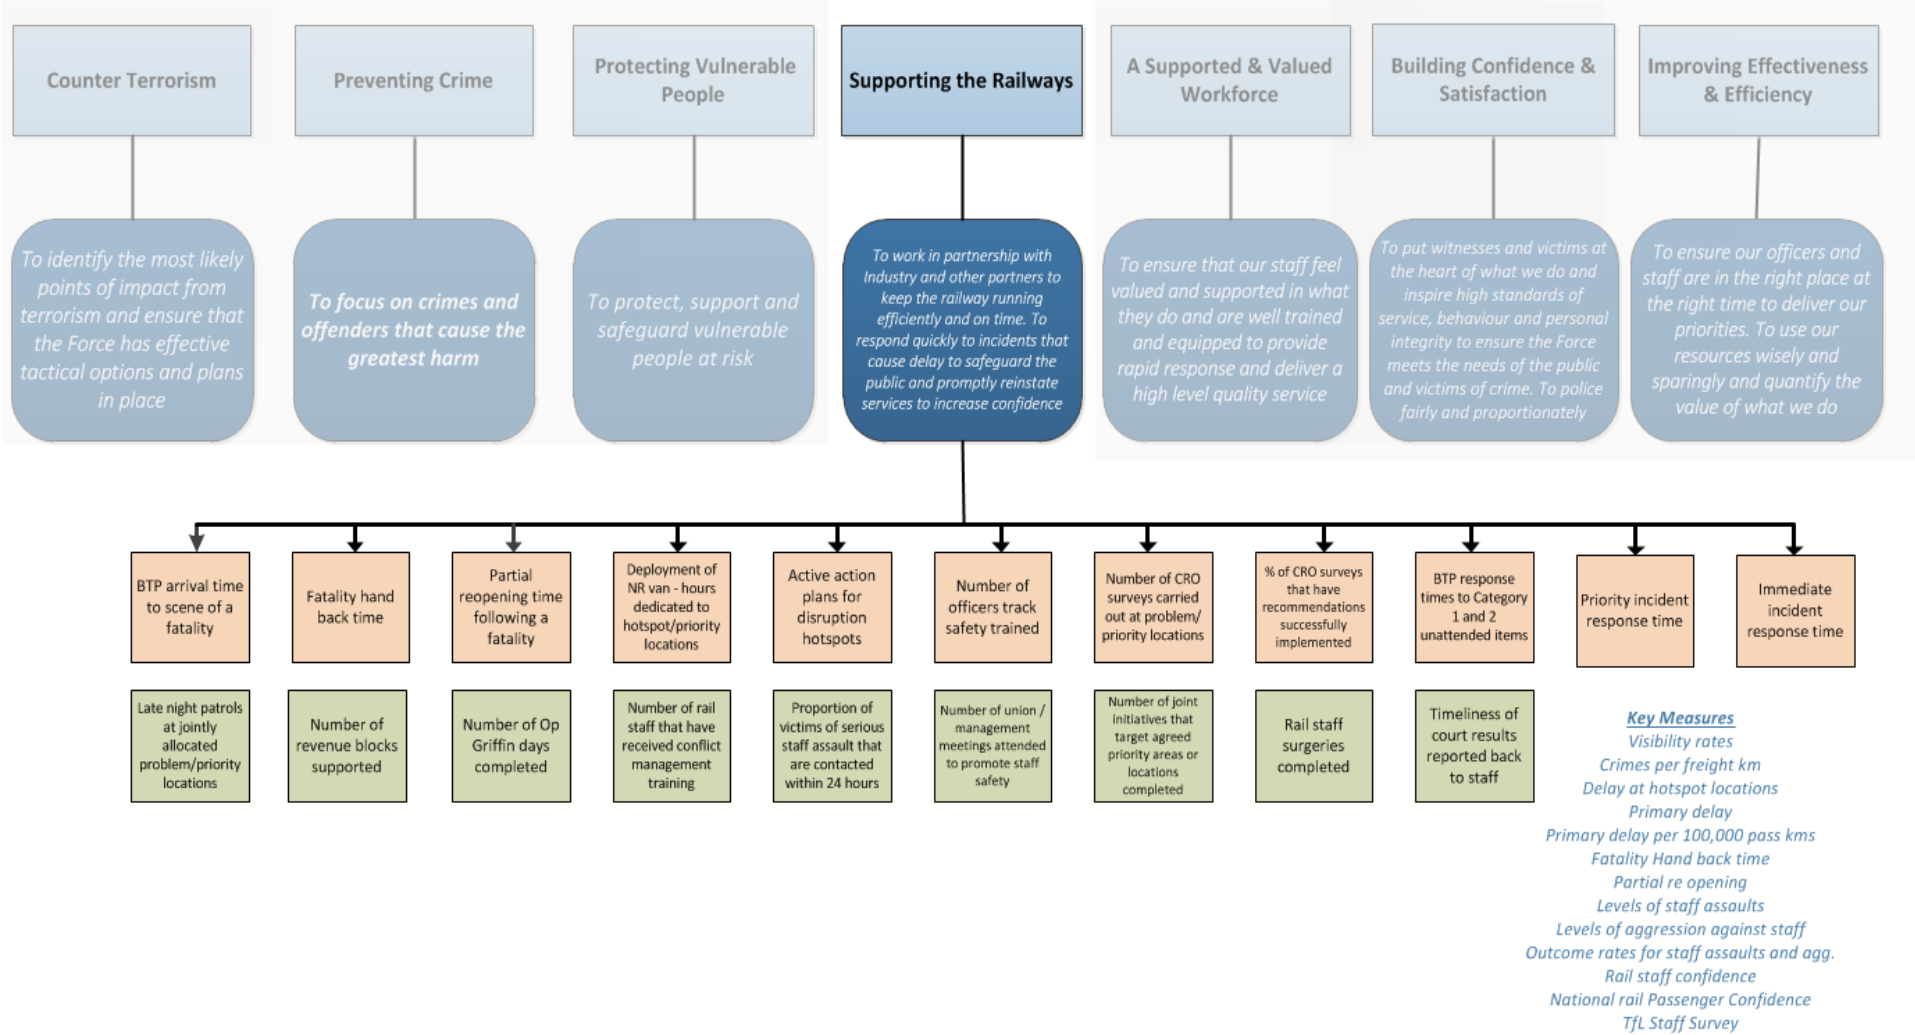 Counter Terrorism
Preventing Crime
Protecting Vulnerable
People
Supporting the Railways
A Supported & Valued
Workforce
Building Confidence &
Satisfaction
Improving Effectiveness
& Efficiency
To identify the most likely
points of impact from
terrorism and ensure that
the Force has effective
tactical options and plans
in place
To focus on crimes and
offenders that cause the
greatest harm
To protect, support and
safeguard vulnerable
people at risk
To work in partnership with
Industry and other partners to
keep the railway running
efficiently and on time. To
respond quickly to incidents that
cause delay to safeguard the
public and promptly reinstate
services to increase confidence
To ensure that our staff feel
valued and supported in what
they do and are well trained
and equipped to provide
rapid response and deliver a
high level quality service
To put witnesses and victims at
the heart of what we do and
inspire high standards of
service, behaviour and personal
integrity to ensure the Force
meets the needs of the public
and victims of crime. To police
fairly and proportionately
To ensure our officers and
staff are in the right place at
the right time to deliver our
priorities. To use our
resources wisely and
sparingly and quantify the
value of what we do
BTP arrival time
to scene of a
fatality
Fatality hand
back time
Partial
reopening time
following a
fatality
Deployment of
NR van - hours
dedicated to
hotspot/priority
locations
Active action
plans for
disruption
hotspots
Number of
officers track
safety trained
Number of CRO
surveys carried
out at problem/
priority locations
% of CRO surveys
that have
recommendations
successfully
implemented
BTP response
times to Category
1 and 2
unattended items
Priority incident
response time
Immediate
incident
response time
Late night patrols
at jointly
allocated
problem/priority
locations
Number of
revenue blocks
supported
Number of Op
Griffin days
completed
Number of rail
staff that have
received conflict
management
training
Proportion of
victims of serious
staff assault that
are contacted
within 24 hours
Number of union /
management
meetings attended
to promote staff
safety
Number of joint
initiatives that
target agreed
priority areas or
locations
completed
Rail staff
surgeries
completed
Timeliness of
court results
reported back
to staff
Key Measures
Visibility rates
Crimes per freight km
Delay at hotspot locations
Primary delay
Primary delay per 100,000 pass kms
Fatality Hand back time
Partial re opening
Levels of staff assaults
Levels of aggression against staff
Outcome rates for staff assaults and agg.
Rail staff confidence
National rail Passenger Confidence
TfL Staff Survey